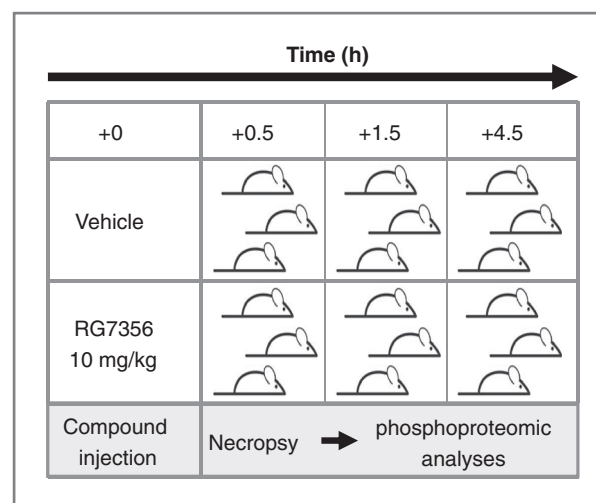 Time (h)
+0 +0.5 +1.5 +4.5
Vehicle
RG7356
10 mg/kg
Compound
injection
Necropsy
phosphoproteomic
analyses